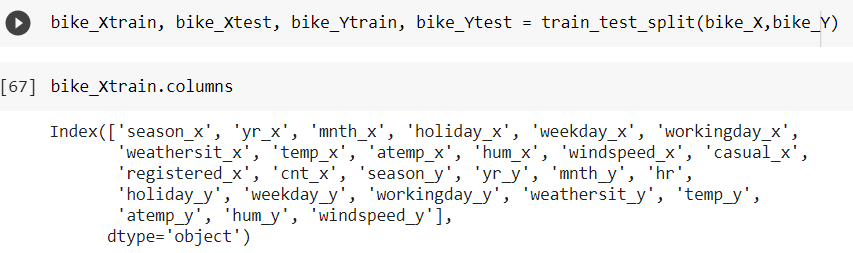 bike_Xtrain, bike_Xtest, bike_Ytrain, bike_Ytest = train_test_split(bike_X,bike_Y)
[67] bike_Xtrain.columns
Index(['season_x', 'yr_x', 'mnth_x', 'holiday_x', 'weekday_x', 'workingday_x',
'weathersit_x', 'temp_x', 'atemp_x', 'hum_x', 'windspeed_x', 'casual_x',
'registered_x', 'cnt_x', 'season_y', 'yr_y', 'mnth_y', 'hr',
'holiday_y', 'weekday_y', 'workingday_y', 'weathersit_y', 'temp_y',
'atemp_y', 'hum_y', 'windspeed_y'],
dtype='object')